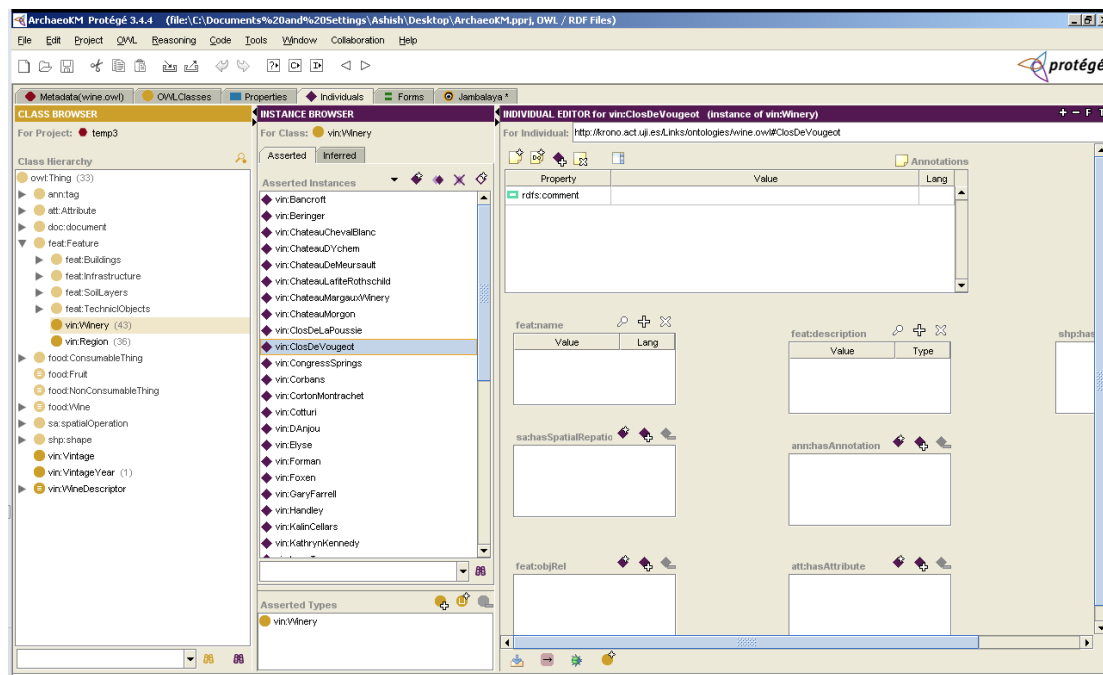 ArchaeoKM Protégé 3.4.4 (file:\C:\Documents%20and%20Settings\Ashish\Desktop\ArchaeoKM.pprj, OWL / RDF Files)
File Edit Project OWL Reasoning Code Tools Window Collaboration Help
protégé
Metadata(wine.owl) OWLClasses Properties Individuals Forms Jambalaya *
CLASS BROWSER
For Project: temp3
Class Hierarchy
owl:Thing (33)
ann:tag
att:Attribute
doc:document
feat:Feature
feat:Buildings
feat:Infrastructure
feat:SoilLayers
feat:TechniclObjects
vin:Winery (43)
vin:Region (36)
food:ConsumableThing
food:Fruit
food:NonConsumableThing
food:Wine
sa:spatialOperation
shp:shape
vin:Vintage
vin:VintageYear (1)
vin:WineDescriptor
INSTANCE BROWSER
For Class: vin:Winery
Asserted Inferred
Asserted Instances
vin:Bancroft
vin:Beringer
vin:ChateauChevalBlanc
vin:ChateauDYchem
vin:ChateauDeMeursault
vin:ChateauLafiteRothschild
vin:ChateauMargauxWinery
vin:ChateauMorgon
vin:ClosDeLaPoussie
vin:ClosDeVougeot
vin:CongressSprings
vin:Corbans
vin:CortonMontrachet
vin:Cotturi
vin:DAnjou
vin:Elyse
vin:Forman
vin:Foxen
vin:GaryFarrell
vin:Handley
vin:KalinCellars
vin:KathrynKennedy
Asserted Types
vin:Winery
INDIVIDUAL EDITOR for vin:ClosDeVougeot (instance of vin:Winery) + − F T
For Individual: http://krono.act.uji.es/Links/ontologies/wine.owl#ClosDeVougeot
Annotations
Property Value Lang
rdfs:comment
feat:name
Value Lang
feat:description
Value Type
shp:has
sa:hasSpatialRepatio
ann:hasAnnotation
feat:objRel
att:hasAttribute